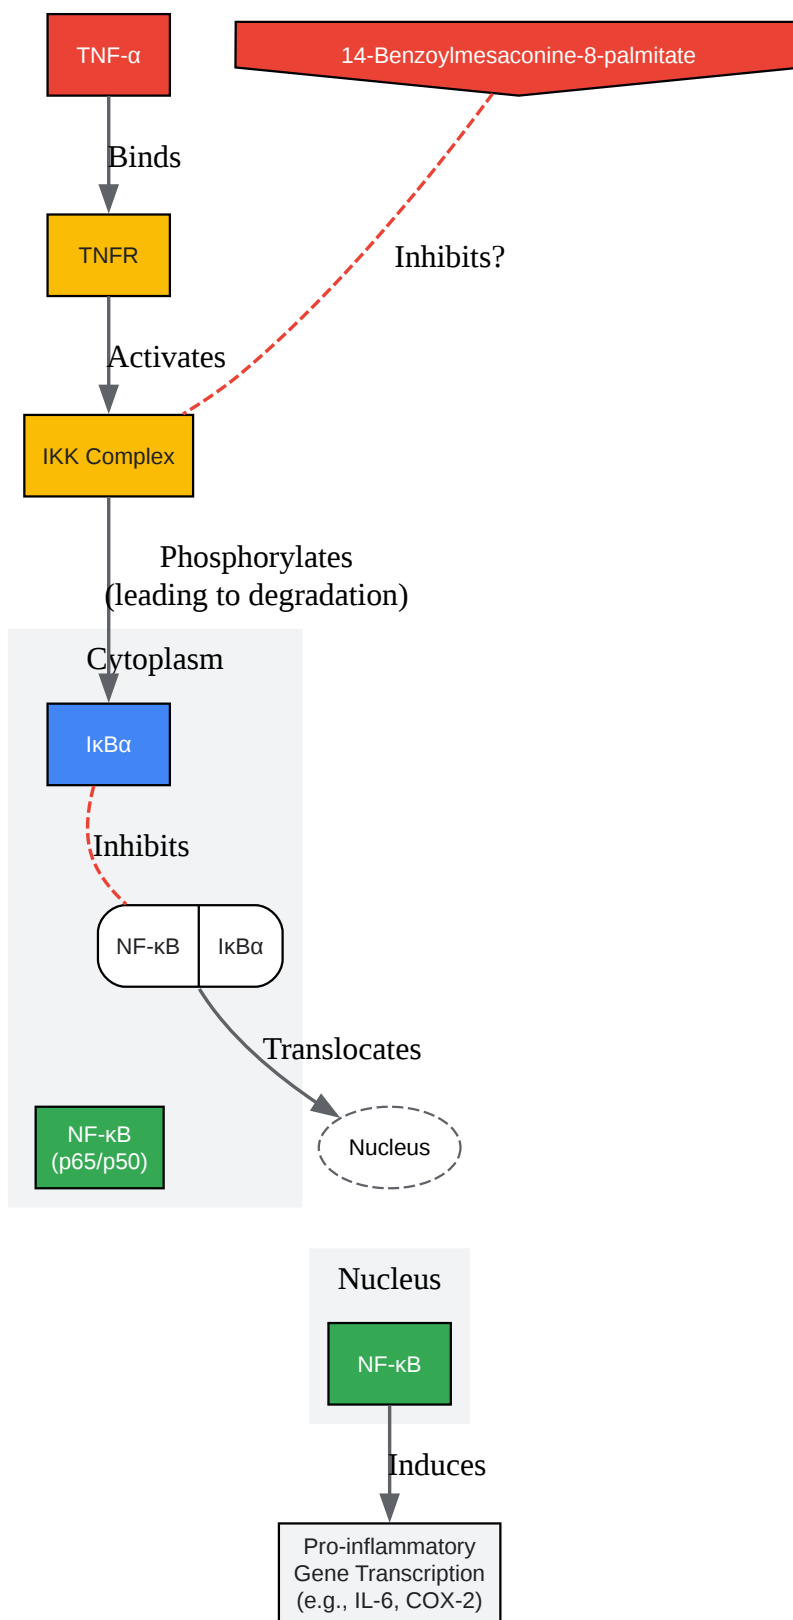 TNF-α
14-Benzoylmesaconine-8-palmitate
Binds
TNFR
Inhibits?
Activates
IKK Complex
Phosphorylates
(leading to degradation)
Cytoplasm
IκBα
Inhibits
NF-κB
IκBα
Translocates
NF-κB
(p65/p50)
Nucleus
Nucleus
NF-κB
Induces
Pro-inflammatory
Gene Transcription
(e.g., IL-6, COX-2)